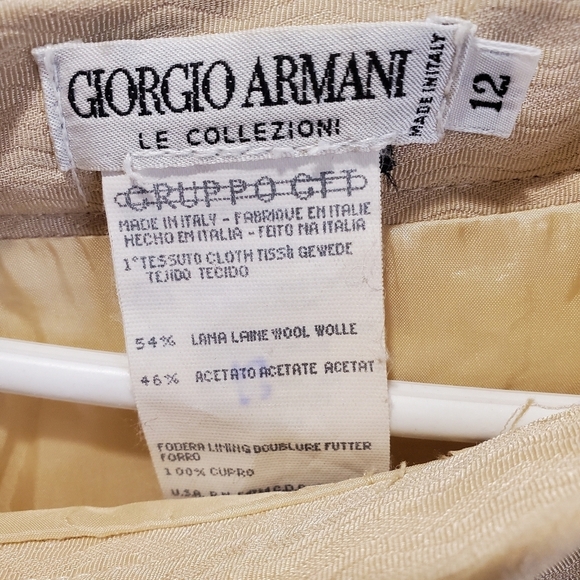 GIORGIO ARMANI
LE COLLEZIONI
MADE IN ITALY
12
GRUPPO GFT
MADE IN ITALY - FABRIQUE EN ITALIE
HECHO EN ITALIA - FEITO NA ITALIA
1°TESSUTO CLOTH TISSÙ GEWEDE
TEJIDO TECIDO
54% LANA LAINE WOOL WOLLE
46% ACETATO ACETATE ACETAT
FODERA LINING DOUBLURE FUTTER
FORRO
100% CUPRO
U.S.A.